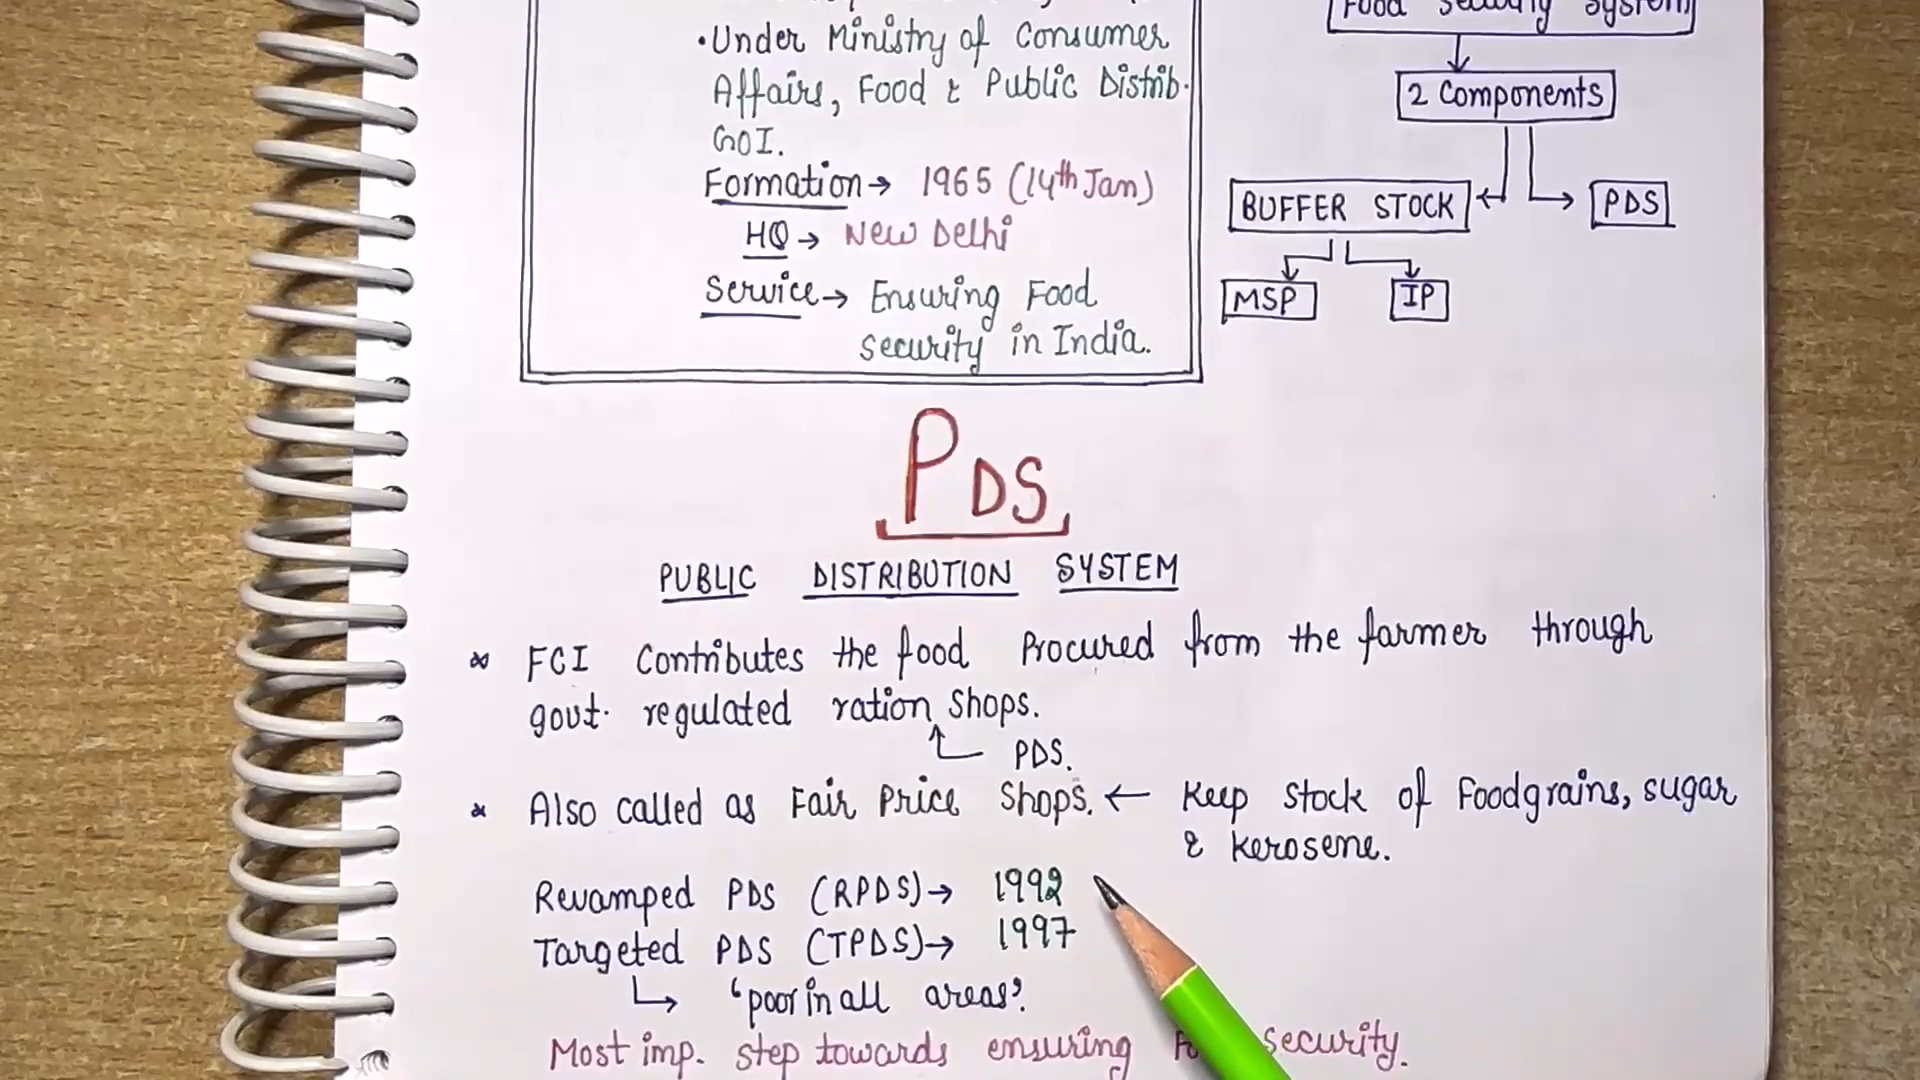 • Under Ministry of Consumer
Affairs, Food & Public Distrib.
GOI.
Formation → 1965 (14th Jan)
HQ → New Delhi
Service → Ensuring Food
security in India.
Food Security System
2 Components
BUFFER STOCK
PDS
MSP
IP
PDS
PUBLIC DISTRIBUTION SYSTEM
* FCI Contributes the food Procured from the farmer through
govt. regulated ration shops.
PDS.
* Also called as Fair Price Shops. ← Keep stock of Foodgrains, sugar
& kerosene.
Revamped PDS (RPDS) → 1992
Targeted PDS (TPDS) → 1997
↳ 'poor in all areas'.
Most imp. step towards ensuring security.